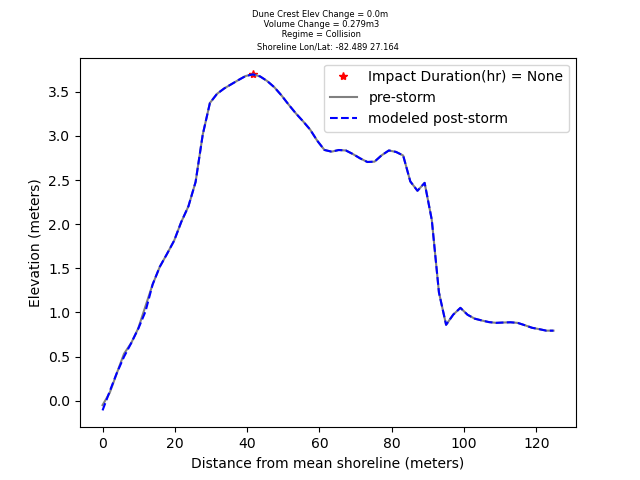 Dune Crest Elev Change = 0.0m
Volume Change = 0.279m3
Regime = Collision
Shoreline Lon/Lat: -82.489 27.164
Impact Duration(hr) = None
pre-storm
modeled post-storm
Elevation (meters)
3.5
3.0
2.5
2.0
1.5
1.0
0.5
0.0
0 20 40 60 80 100 120
Distance from mean shoreline (meters)